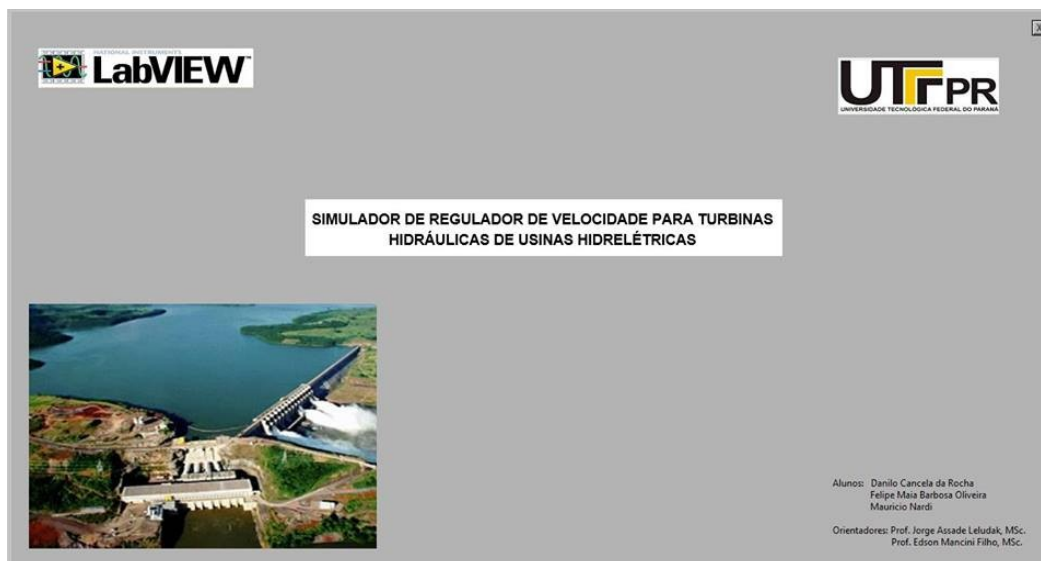 NATIONAL INSTRUMENTS
LabVIEW™
UTFPR
UNIVERSIDADE TECNOLÓGICA FEDERAL DO PARANÁ
X
SIMULADOR DE REGULADOR DE VELOCIDADE PARA TURBINAS
HIDRÁULICAS DE USINAS HIDRELÉTRICAS
Alunos: Danilo Cancela da Rocha
Felipe Maia Barbosa Oliveira
Mauricio Nardi
Orientadores: Prof. Jorge Assade Leludak, MSc.
Prof. Edson Mancini Filho, MSc.